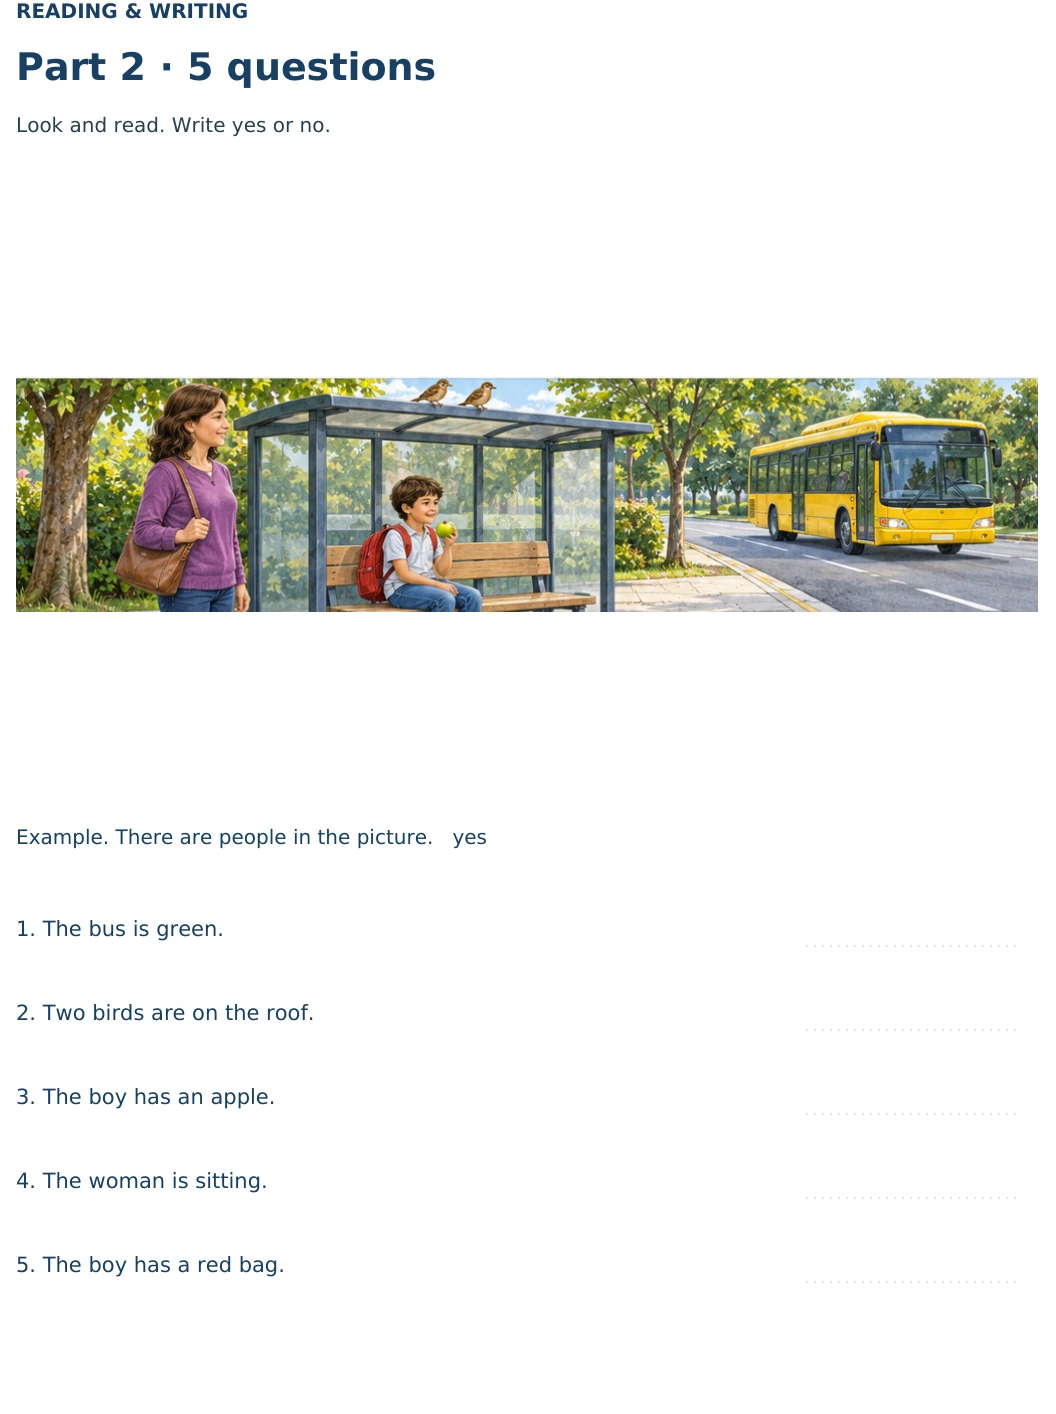 READING & WRITING
Part 2 · 5 questions
Look and read. Write yes or no.
Example. There are people in the picture. yes
1. The bus is green.
2. Two birds are on the roof.
3. The boy has an apple.
4. The woman is sitting.
5. The boy has a red bag.